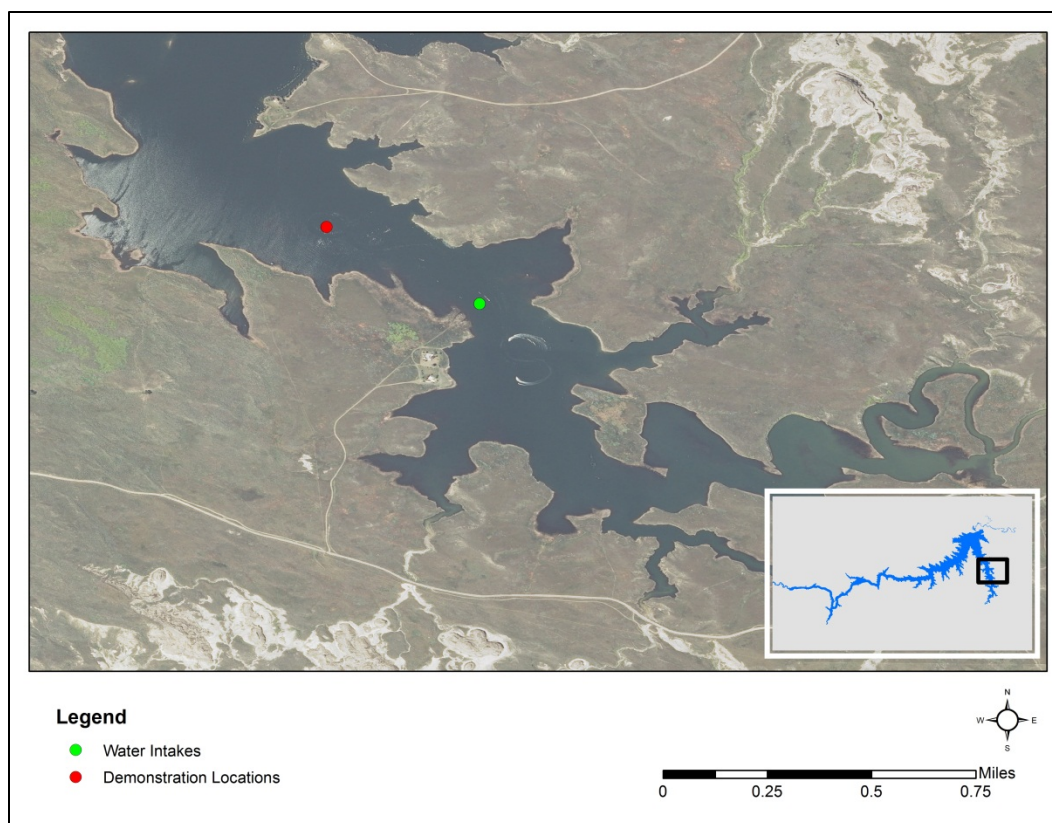 Legend
Water Intakes
Demonstration Locations
N
W E
S
Miles
0 0.25 0.5 0.75